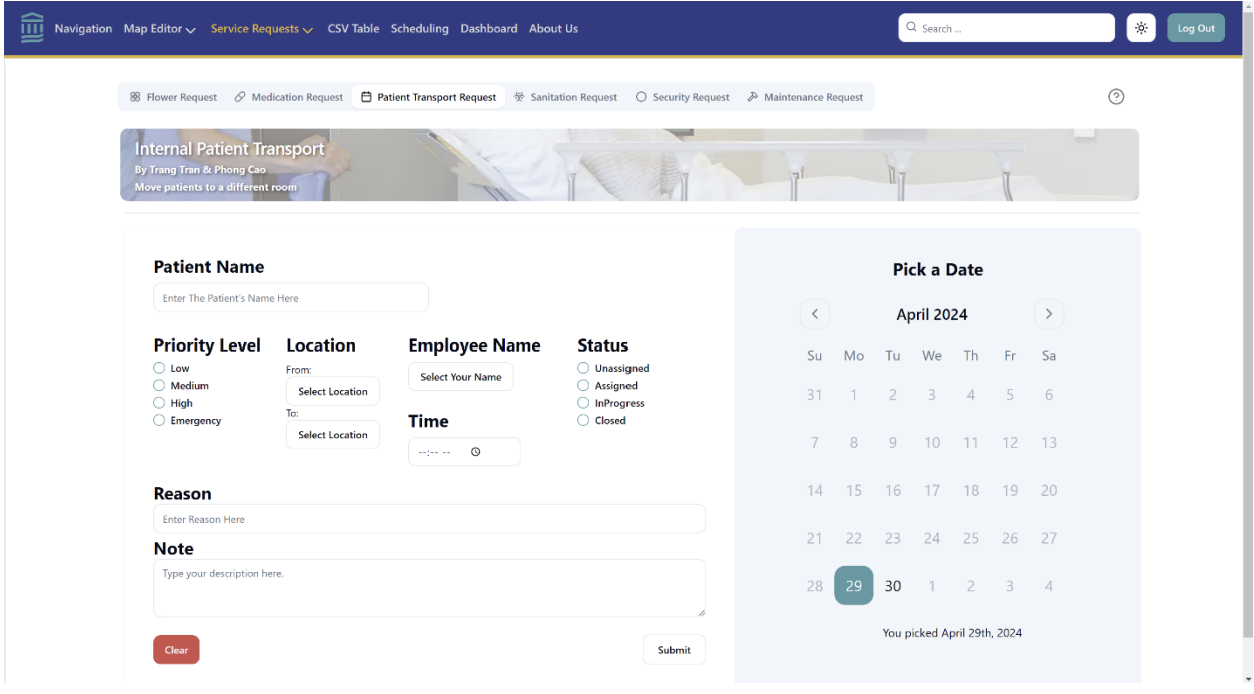 Navigation Map Editor Service Requests CSV Table Scheduling Dashboard About Us Search ... Log Out
Flower Request Medication Request Patient Transport Request Sanitation Request Security Request Maintenance Request
Internal Patient Transport
By Trang Tran & Phong Cao
Move patients to a different room
Patient Name
Enter The Patient's Name Here
Priority Level
Low
Medium
High
Emergency
Location
From:
Select Location
To:
Select Location
Employee Name
Select Your Name
Time
--:-- --
Status
Unassigned
Assigned
InProgress
Closed
Reason
Enter Reason Here
Note
Type your description here.
Clear
Submit
Pick a Date
April 2024
Su Mo Tu We Th Fr Sa
31 1 2 3 4 5 6
7 8 9 10 11 12 13
14 15 16 17 18 19 20
21 22 23 24 25 26 27
28 29 30 1 2 3 4
You picked April 29th, 2024